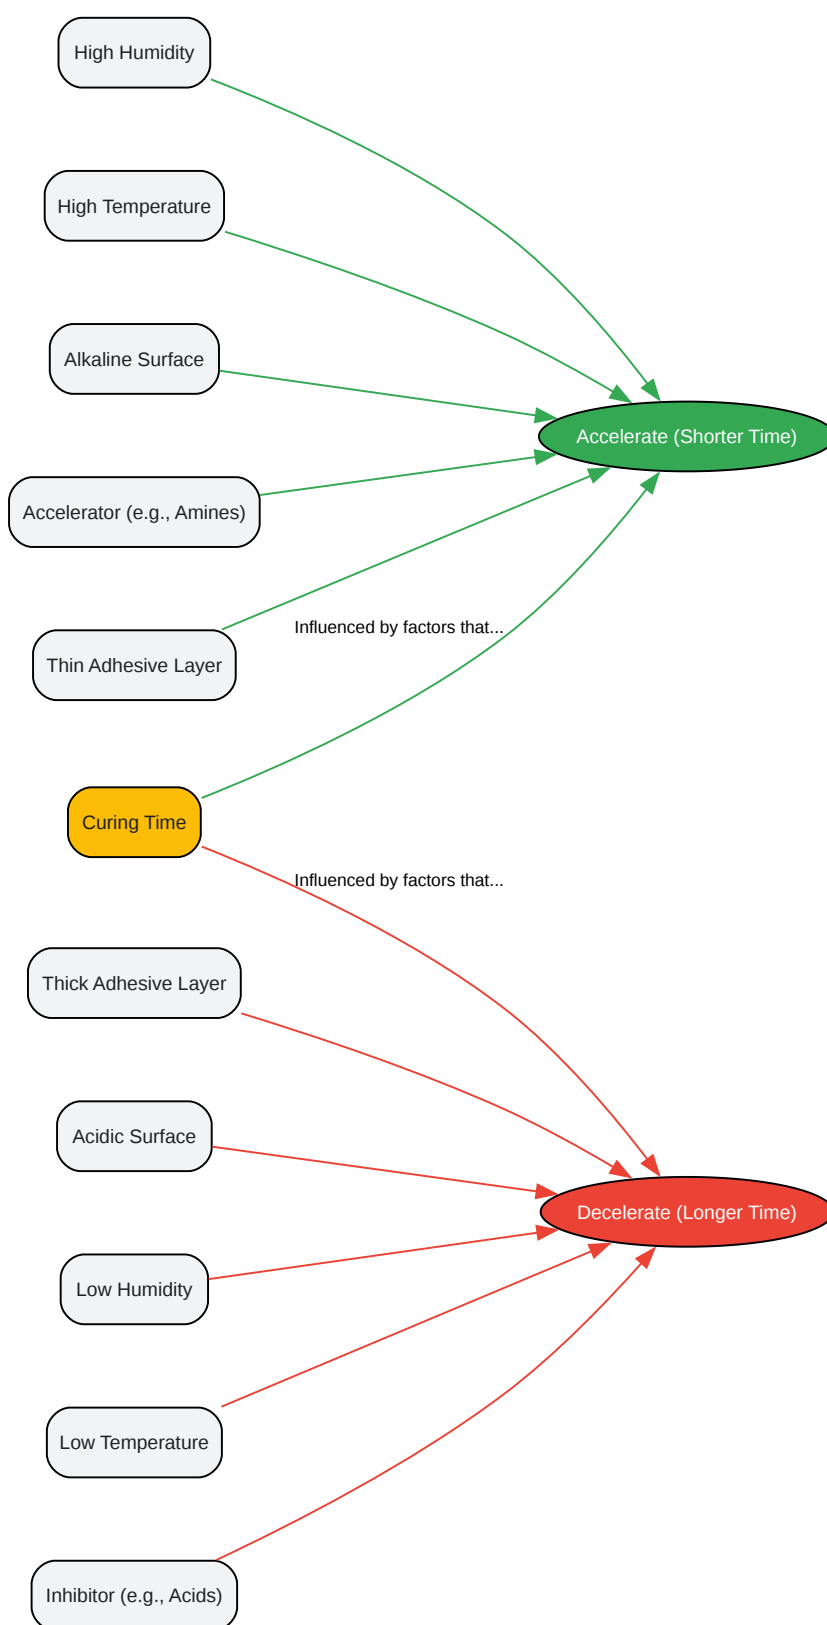 High Humidity
High Temperature
Alkaline Surface
Accelerate (Shorter Time)
Accelerator (e.g., Amines)
Influenced by factors that...
Thin Adhesive Layer
Curing Time
Influenced by factors that...
Thick Adhesive Layer
Acidic Surface
Decelerate (Longer Time)
Low Humidity
Low Temperature
Inhibitor (e.g., Acids)